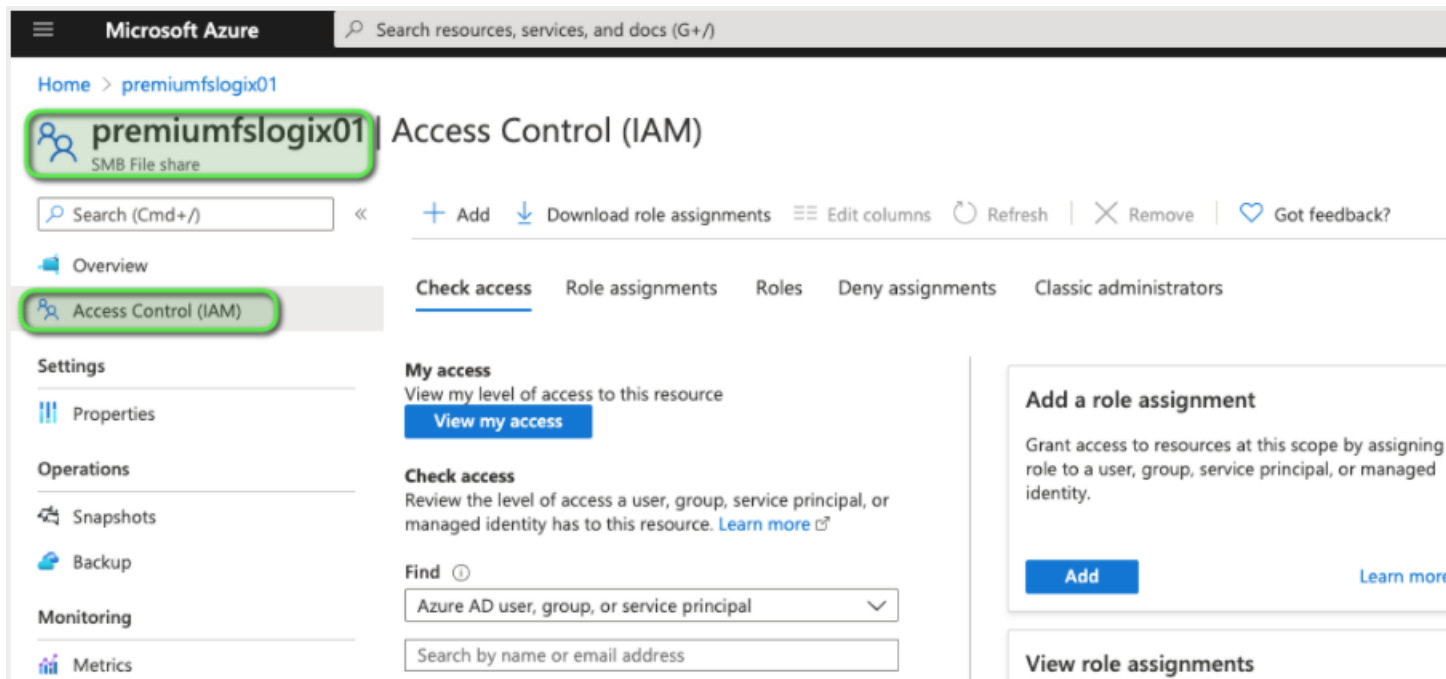 Microsoft Azure
Search resources, services, and docs (G+/)
Home > premiumfslogix01
premiumfslogix01 | Access Control (IAM)
SMB File share
Search (Cmd+/)
«
+ Add
Download role assignments
Edit columns
Refresh
Remove
Got feedback?
Overview
Access Control (IAM)
Settings
Properties
Operations
Snapshots
Backup
Monitoring
Metrics
Check access
Role assignments
Roles
Deny assignments
Classic administrators
My access
View my level of access to this resource
View my access
Check access
Review the level of access a user, group, service principal, or
managed identity has to this resource. Learn more
Find
Azure AD user, group, or service principal
Search by name or email address
Add a role assignment
Grant access to resources at this scope by assigning
role to a user, group, service principal, or managed
identity.
Add
Learn more
View role assignments